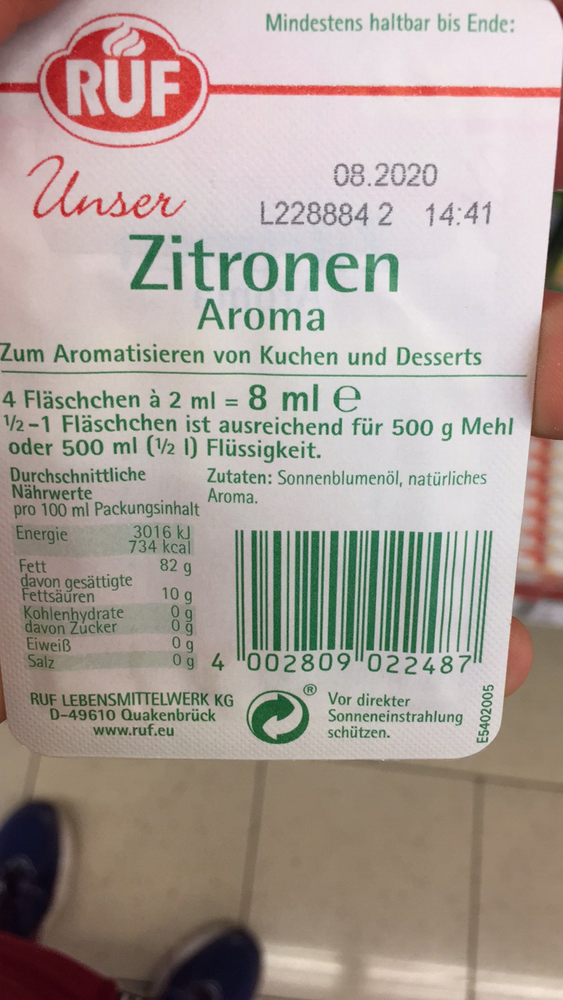 Mindestens haltbar bis Ende:
RUF
Unser
08.2020
L228884 2 14:41
Zitronen
Aroma
Zum Aromatisieren von Kuchen und Desserts
4 Fläschchen à 2 ml = 8 ml ℮
½-1 Fläschchen ist ausreichend für 500 g Mehl
oder 500 ml (½ l) Flüssigkeit.
Durchschnittliche
Nährwerte
pro 100 ml Packungsinhalt
Energie 3016 kJ
734 kcal
Fett 82 g
davon gesättigte
Fettsäuren 10 g
Kohlenhydrate 0 g
davon Zucker 0 g
Eiweiß 0 g
Salz 0 g
Zutaten: Sonnenblumenöl, natürliches
Aroma.
4 002809 022487
RUF LEBENSMITTELWERK KG
D-49610 Quakenbrück
www.ruf.eu
®
Vor direkter
Sonneneinstrahlung
schützen.
E5402005